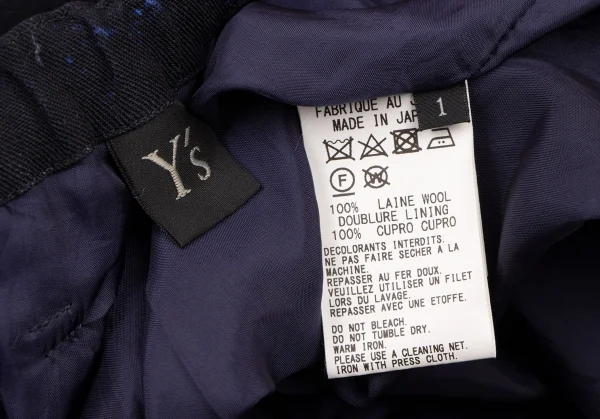 Y's
1
FABRIQUE AU
MADE IN JAP
F
W
100% LAINE WOOL
DOUBLURE LINING
100% CUPRO CUPRO
DECOLORANTS INTERDITS.
NE PAS FAIRE SECHER A LA
MACHINE.
REPASSER AU FER DOUX.
VEUILLEZ UTILISER UN FILET
LORS DU LAVAGE.
REPASSER AVEC UNE ETOFFE.
DO NOT BLEACH.
DO NOT TUMBLE DRY.
WARM IRON.
PLEASE USE A CLEANING NET.
IRON WITH PRESS CLOTH.